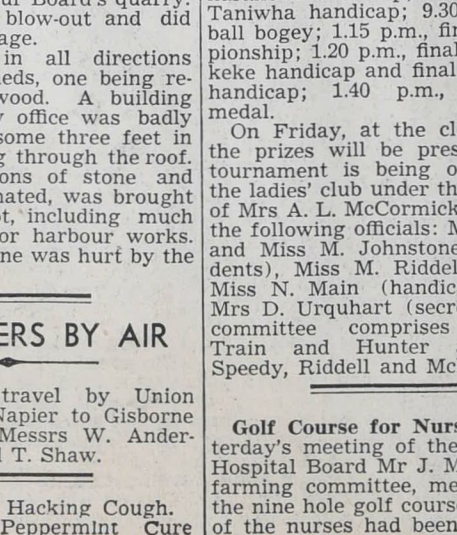 blow-out and did
age.
in all directions
eds, one being re-
wood. A building
office was badly
some three feet in
g through the roof.
ons of stone and
nated, was brought
t, including much
or harbour works.
ne was hurt by the
ERS BY AIR
travel by Union
Napier to Gisborne
Messrs W. Ander-
T. Shaw.
Hacking Cough.
Peppermint Cure
Taniwha handicap; 9.30
ball bogey; 1.15 p.m., fin
pionship; 1.20 p.m., final
keke handicap and final
handicap; 1.40 p.m.,
medal.
On Friday, at the cl
the prizes will be pres
tournament is being o
the ladies' club under th
of Mrs A. L. McCormick
the following officials: M
and Miss M. Johnstone
dents), Miss M. Riddel
Miss N. Main (handic
Mrs D. Urquhart (secr
committee comprises
Train and Hunter
Speedy, Riddell and Mc
Golf Course for Nurs
terday's meeting of the
Hospital Board Mr J. M
farming committee, me
the nine hole golf cours
of the nurses had been